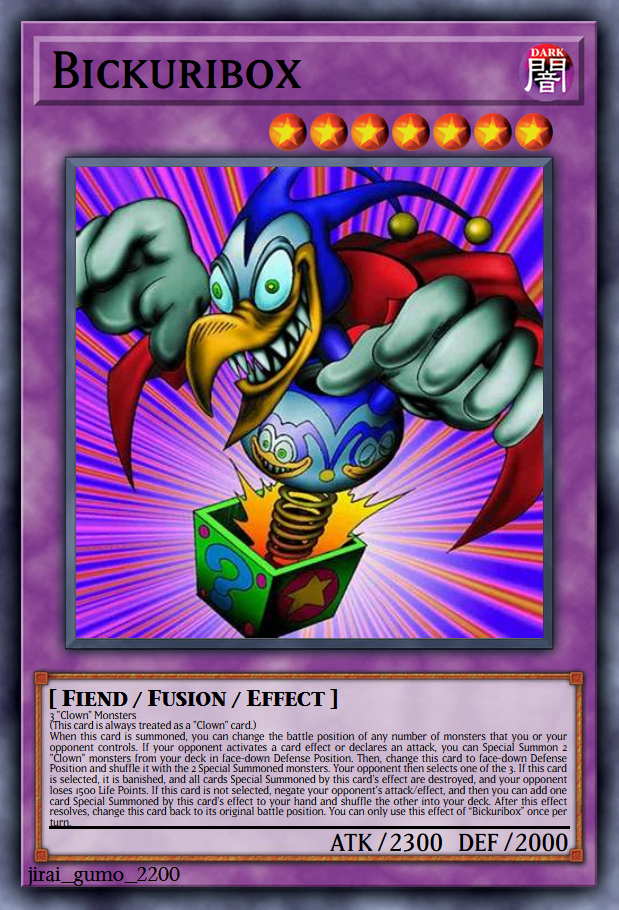 BICKURIBOX
DARK
闇
[ FIEND / FUSION / EFFECT ]
3 "Clown" Monsters
(This card is always treated as a "Clown" card.)
When this card is summoned, you can change the battle position of any number of monsters that you or your
opponent controls. If your opponent activates a card effect or declares an attack, you can Special Summon 2
"Clown" monsters from your deck in face-down Defense Position. Then, change this card to face-down Defense
Position and shuffle it with the 2 Special Summoned monsters. Your opponent then selects one of the 3. If this card
is selected, it is banished, and all cards Special Summoned by this card's effect are destroyed, and your opponent
loses 1500 Life Points. If this card is not selected, negate your opponent's attack/effect, and then you can add one
card Special Summoned by this card's effect to your hand and shuffle the other into your deck. After this effect
resolves, change this card back to its original battle position. You can only use this effect of "Bickuribox" once per
turn.
ATK/2300 DEF/2000
jirai_gumo_2200